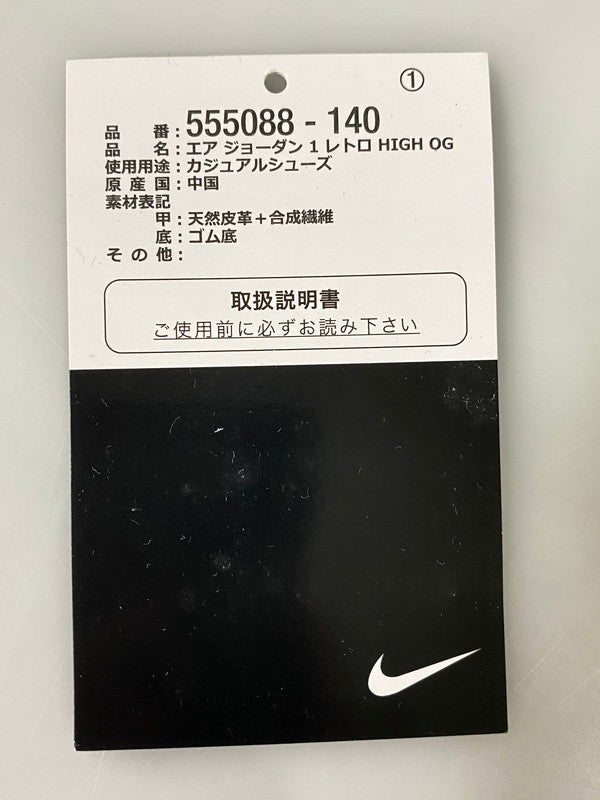 ①
品番:555088 - 140
品名:エア ジョーダン 1 レトロ HIGH OG
使用用途:カジュアルシューズ
原産国:中国
素材表記
甲:天然皮革+合成繊維
底:ゴム底
その他:
取扱説明書
ご使用前に必ずお読み下さい